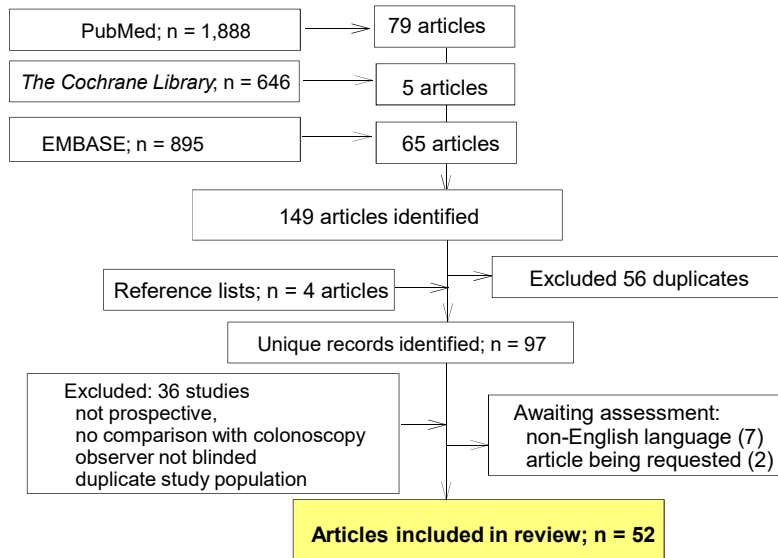 PubMed; n = 1,888
79 articles
The Cochrane Library; n = 646
5 articles
EMBASE; n = 895
65 articles
149 articles identified
Excluded 56 duplicates
Reference lists; n = 4 articles
Unique records identified; n = 97
Excluded: 36 studies
not prospective,
no comparison with colonoscopy
observer not blinded
duplicate study population
Awaiting assessment:
non-English language (7)
article being requested (2)
Articles included in review; n = 52